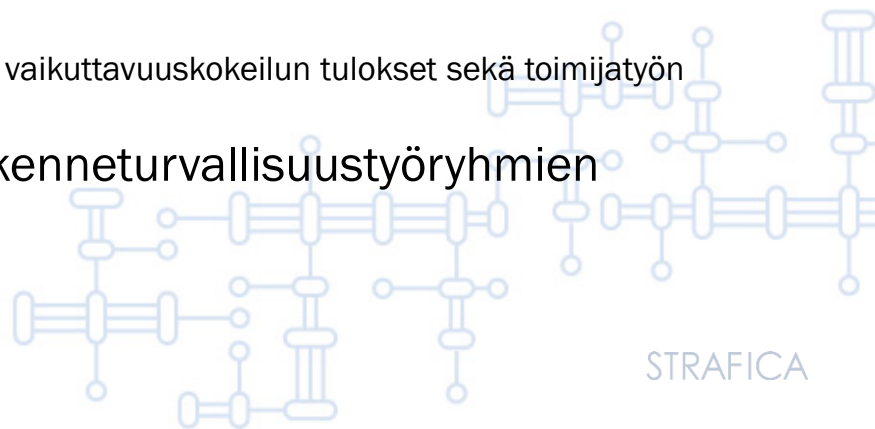 vaikuttavuuskokeilun tulokset sekä toimijatyön
kenneturvallisuustyöryhmien
STRAFICA